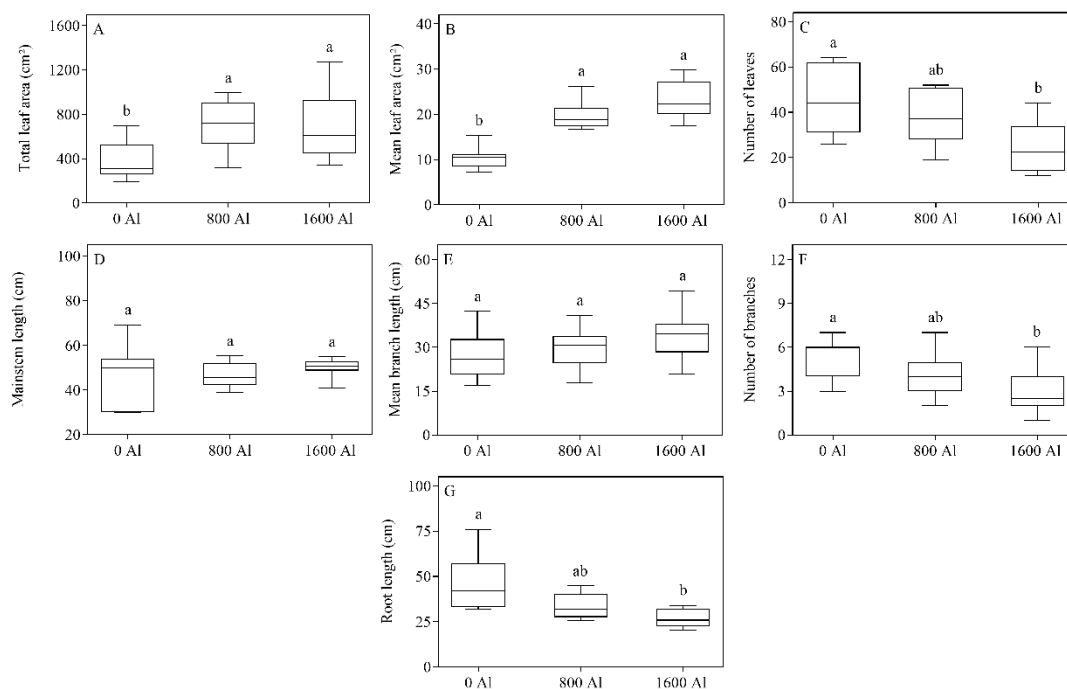 A
Total leaf area (cm²)
1600
1200
800
400
0
b
a
a
0 Al
800 Al
1600 Al
B
Mean leaf area (cm²)
40
30
20
10
0
b
a
a
0 Al
800 Al
1600 Al
C
Number of leaves
80
60
40
20
0
a
ab
b
0 Al
800 Al
1600 Al
D
Mainstem length (cm)
100
80
60
40
20
a
a
a
0 Al
800 Al
1600 Al
E
Mean branch length (cm)
60
45
30
15
0
a
a
a
0 Al
800 Al
1600 Al
F
Number of branches
12
9
6
3
0
a
ab
b
0 Al
800 Al
1600 Al
G
Root length (cm)
100
75
50
25
0
a
ab
b
0 Al
800 Al
1600 Al